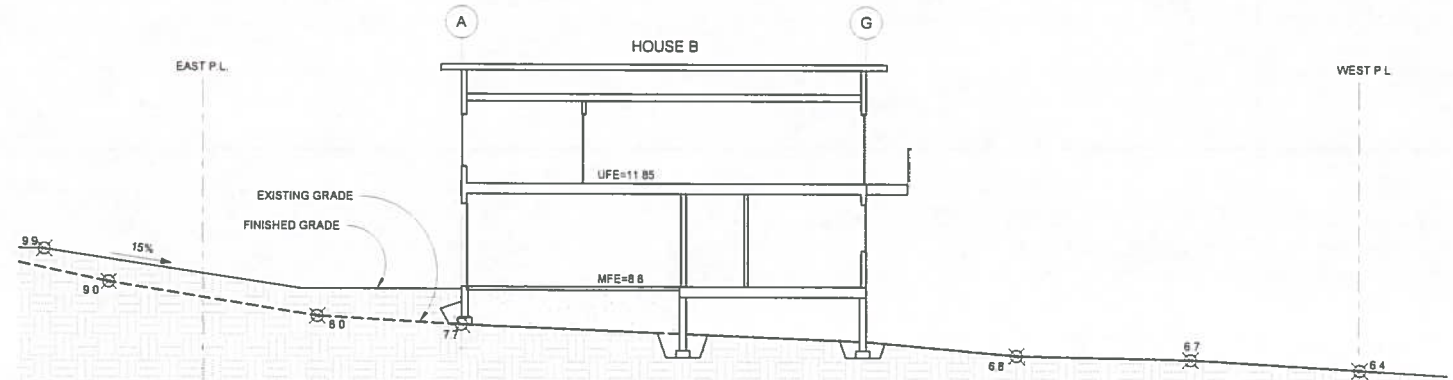 A
G
HOUSE B
EAST P.L.
WEST P L
UFE=11 85
EXISTING GRADE
FINISHED GRADE
9 9
15%
MFE=8 8
9 0
8 0
7 7
6 8
6 7
6 4